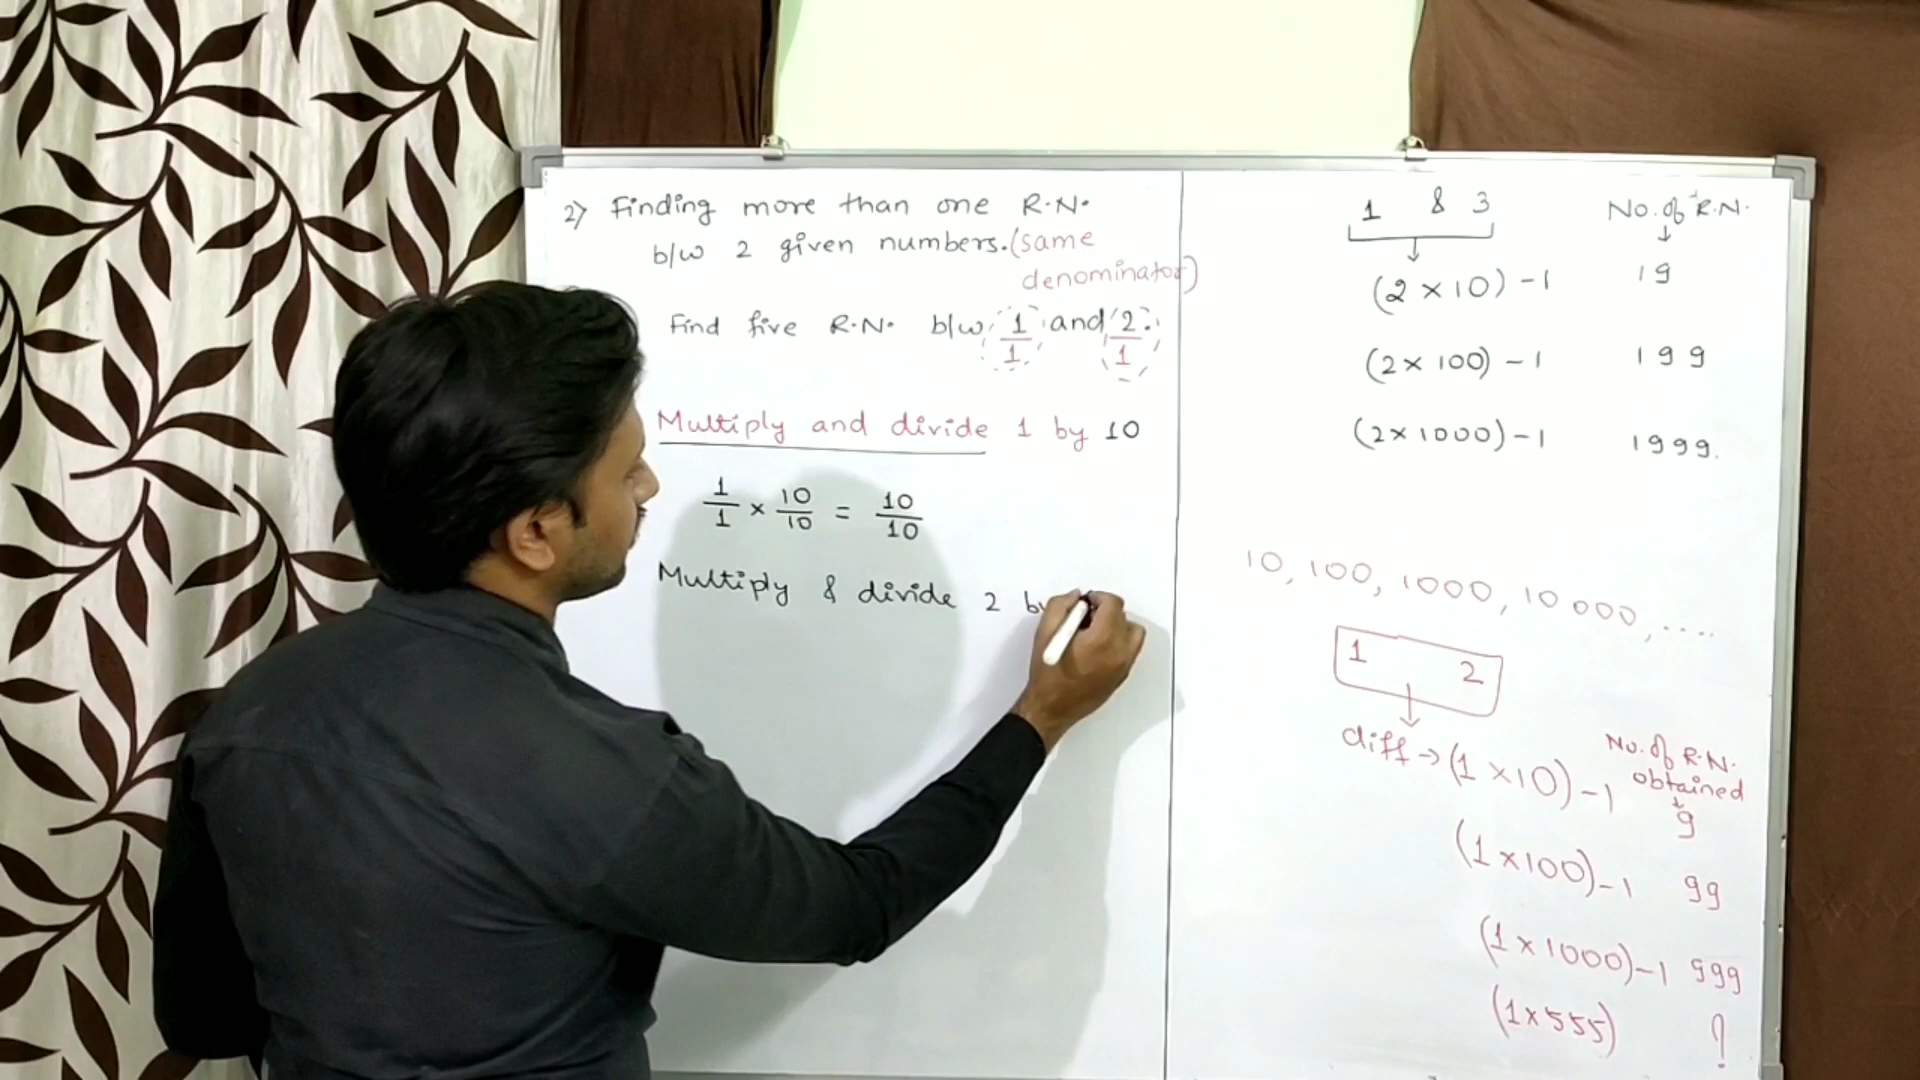 2) Finding more than one R.N.
b/w 2 given numbers. (same
denominator)
Find five R.N. b/w 1/1 and 2/1.
Multiply and divide 1 by 10
1/1 × 10/10 = 10/10
Multiply & divide 2 by
1 & 3 No. of R.N.
↓ ↓
(2 × 10) - 1 19
(2 × 100) - 1 199
(2 × 1000) - 1 1999.
10, 100, 1000, 10 000, ....
1 2
↓
diff → (1 × 10) - 1 No. of R.N.
obtained
↓
9
(1 × 100) - 1 99
(1 × 1000) - 1 999
(1 × 555) ?